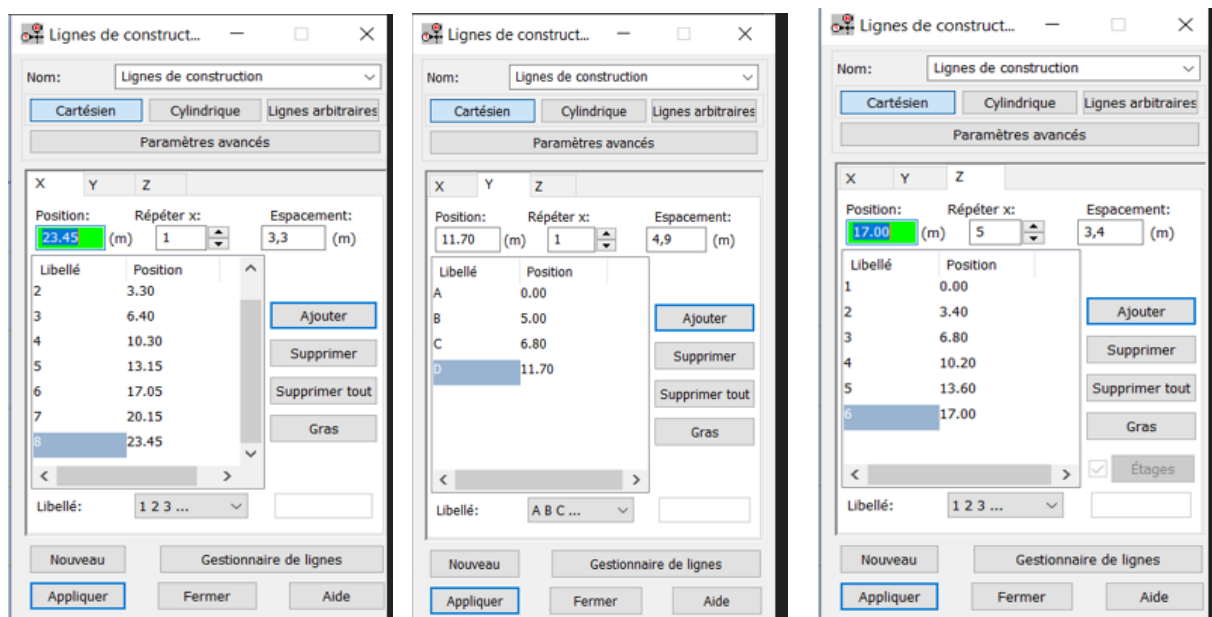 Lignes de construct...
Nom: Lignes de construction
Cartésien Cylindrique Lignes arbitraires
Paramètres avancés
X Y Z
Position: Répéter x: Espacement:
23.45 (m) 1 3,3 (m)
Libellé Position
2 3.30
3 6.40
4 10.30
5 13.15
6 17.05
7 20.15
8 23.45
Ajouter
Supprimer
Supprimer tout
Gras
Libellé: 1 2 3 ...
Nouveau Gestionnaire de lignes
Appliquer Fermer Aide
Lignes de construct...
Nom: Lignes de construction
Cartésien Cylindrique Lignes arbitraires
Paramètres avancés
X Y Z
Position: Répéter x: Espacement:
11.70 (m) 1 4,9 (m)
Libellé Position
A 0.00
B 5.00
C 6.80
D 11.70
Ajouter
Supprimer
Supprimer tout
Gras
Libellé: A B C ...
Nouveau Gestionnaire de lignes
Appliquer Fermer Aide
Lignes de construct...
Nom: Lignes de construction
Cartésien Cylindrique Lignes arbitraires
Paramètres avancés
X Y Z
Position: Répéter x: Espacement:
17.00 (m) 5 3,4 (m)
Libellé Position
1 0.00
2 3.40
3 6.80
4 10.20
5 13.60
6 17.00
Ajouter
Supprimer
Supprimer tout
Gras
Étages
Libellé: 1 2 3 ...
Nouveau Gestionnaire de lignes
Appliquer Fermer Aide